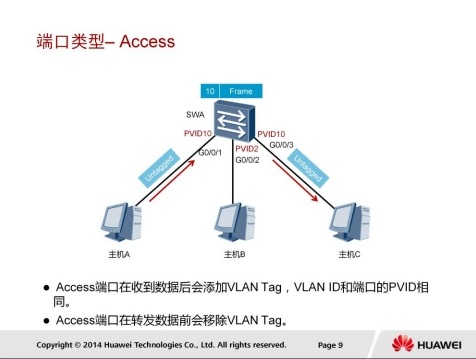 端口类型– Access
10 Frame
SWA
PVID10 PVID10
G0/0/1 PVID2 G0/0/3
G0/0/2
Untagged Untagged
主机A 主机B 主机C
● Access端口在收到数据后会添加VLAN Tag，VLAN ID和端口的PVID相
同。
● Access端口在转发数据前会移除VLAN Tag。
Copyright © 2014 Huawei Technologies Co., Ltd. All rights reserved. Page 9 HUAWEI